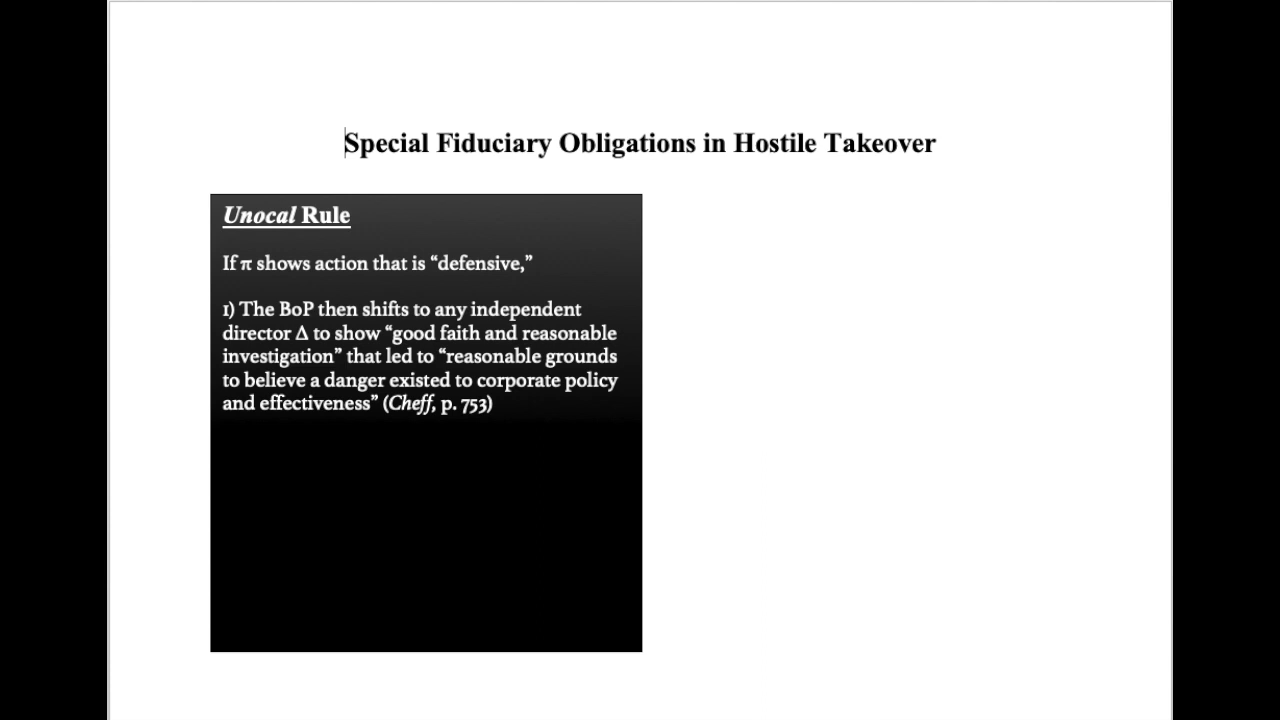 Special Fiduciary Obligations in Hostile Takeover
Unocal Rule
If π shows action that is “defensive,”
1) The BoP then shifts to any independent
director Δ to show “good faith and reasonable
investigation” that led to “reasonable grounds
to believe a danger existed to corporate policy
and effectiveness” (Cheff, p. 753)